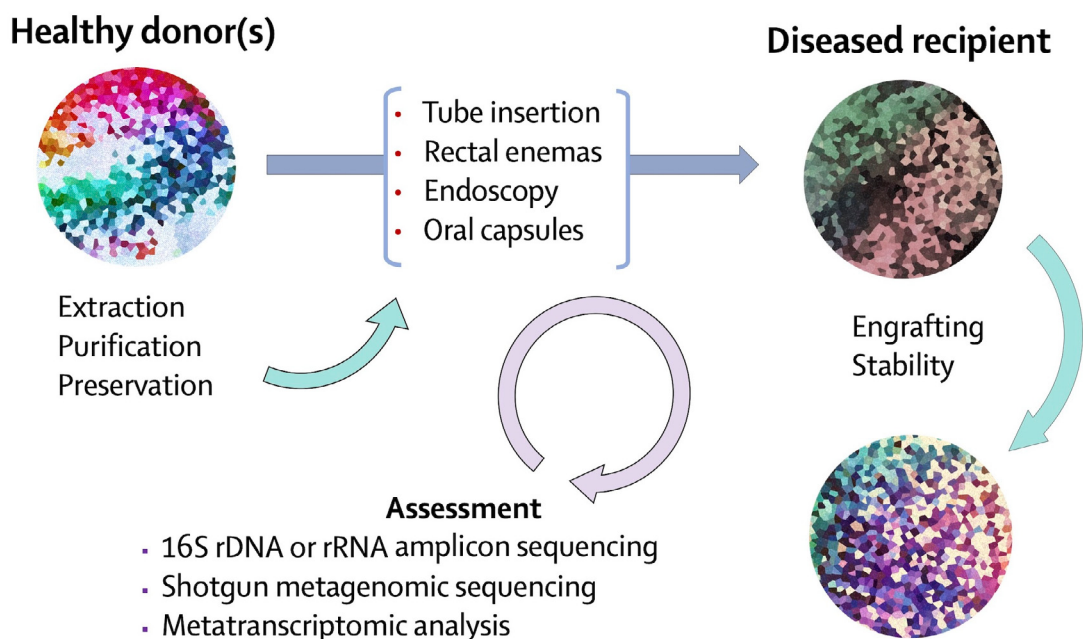 Healthy donor(s)
Diseased recipient
• Tube insertion
• Rectal enemas
• Endoscopy
• Oral capsules
Extraction
Purification
Preservation
Engrafting
Stability
Assessment
▪ 16S rDNA or rRNA amplicon sequencing
▪ Shotgun metagenomic sequencing
▪ Metatranscriptomic analysis